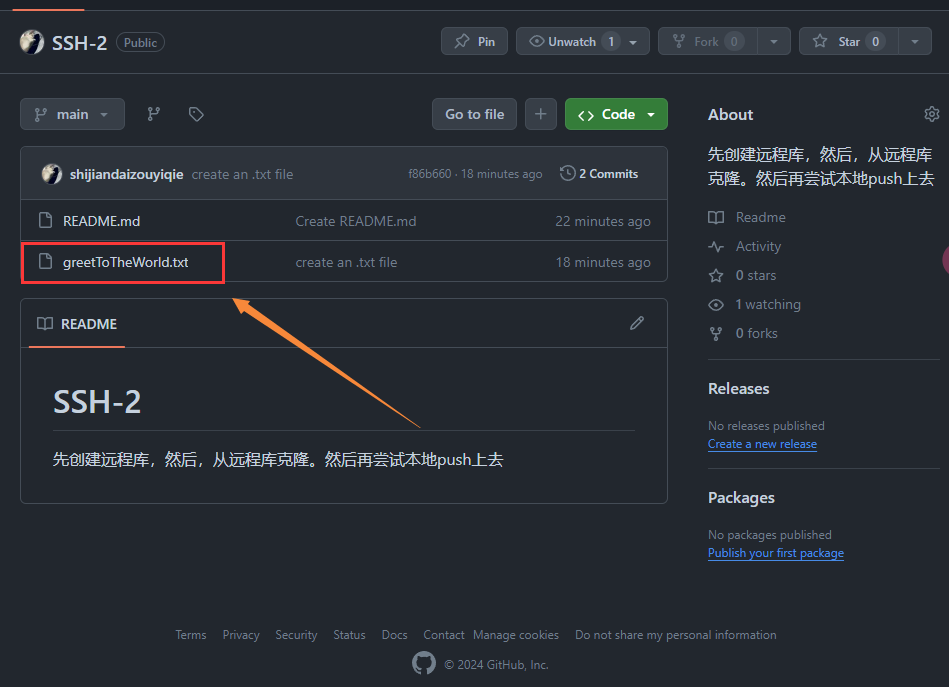 SSH-2 Public Pin Unwatch 1 Fork 0 Star 0
main Go to file Code
shijiandaizouyiqie create an .txt file f86b660 · 18 minutes ago 2 Commits
README.md Create README.md 22 minutes ago
greetToTheWorld.txt create an .txt file 18 minutes ago
README
SSH-2
先创建远程库，然后，从远程库克隆。然后再尝试本地push上去
About
先创建远程库，然后，从远程库
克隆。然后再尝试本地push上去
Readme
Activity
0 stars
1 watching
0 forks
Releases
No releases published
Create a new release
Packages
No packages published
Publish your first package
Terms Privacy Security Status Docs Contact Manage cookies Do not share my personal information
© 2024 GitHub, Inc.